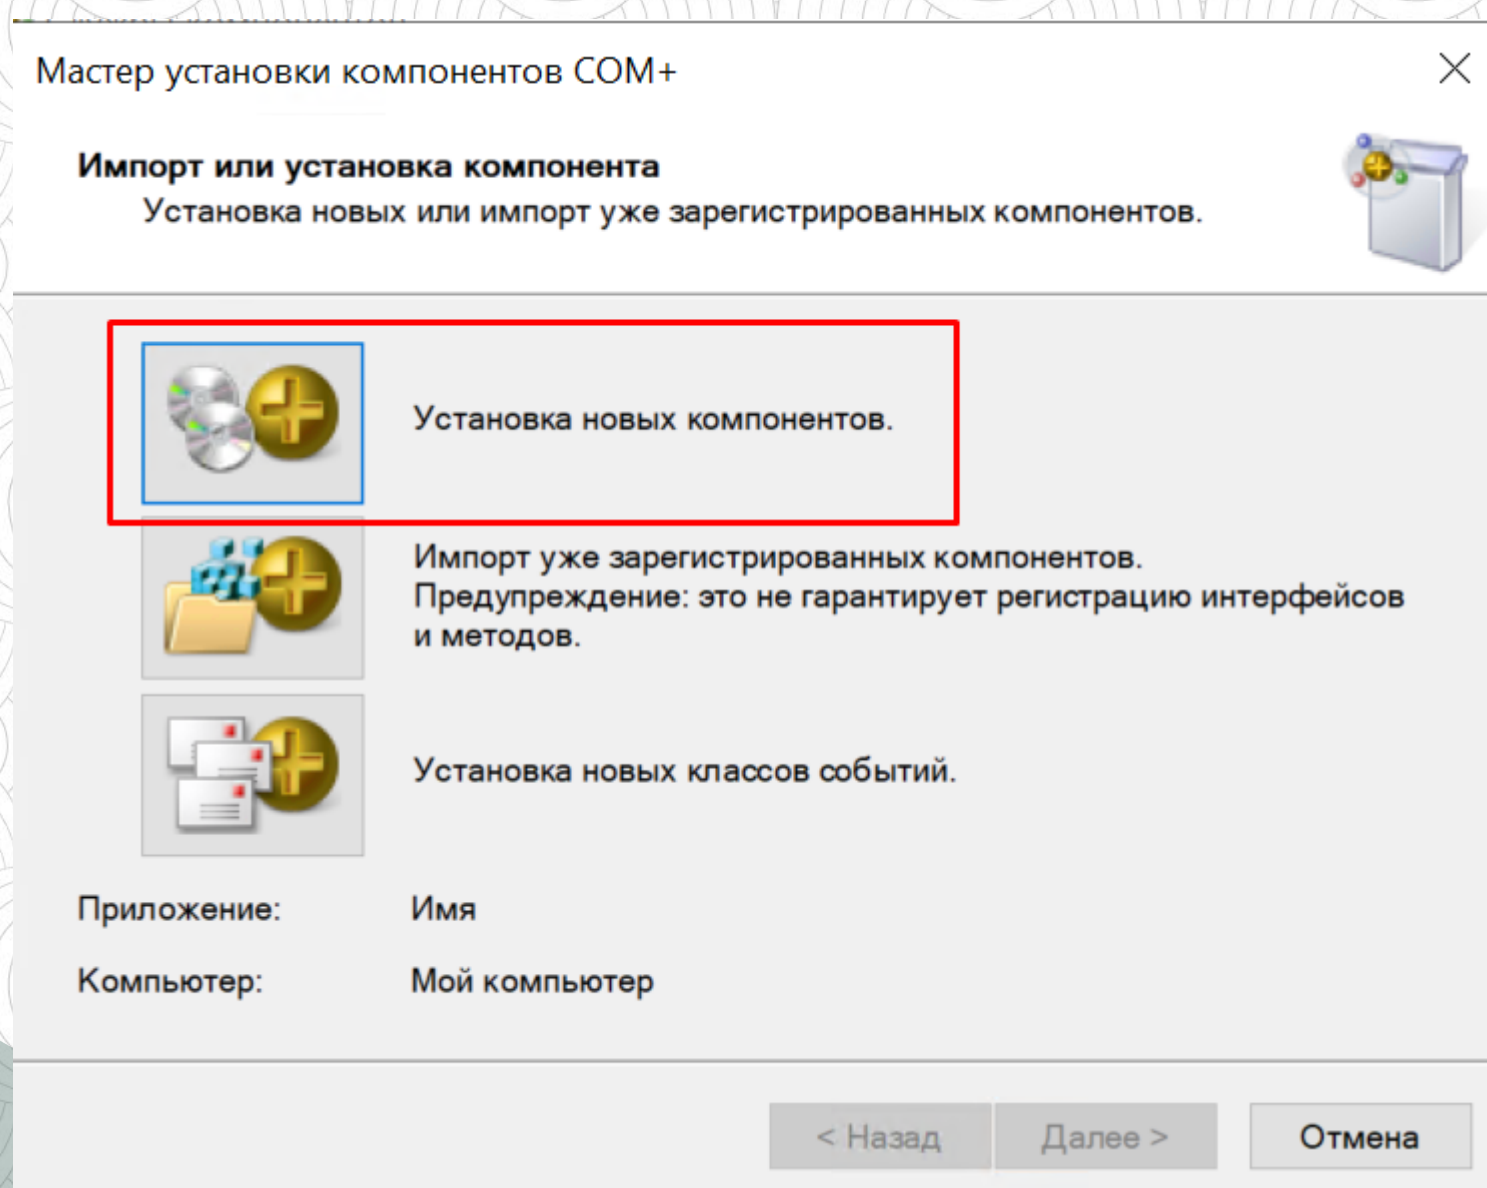 Мастер установки компонентов COM+
Импорт или установка компонента
Установка новых или импорт уже зарегистрированных компонентов.
Установка новых компонентов.
Импорт уже зарегистрированных компонентов.
Предупреждение: это не гарантирует регистрацию интерфейсов
и методов.
Установка новых классов событий.
Приложение: Имя
Компьютер: Мой компьютер
< Назад Далее > Отмена